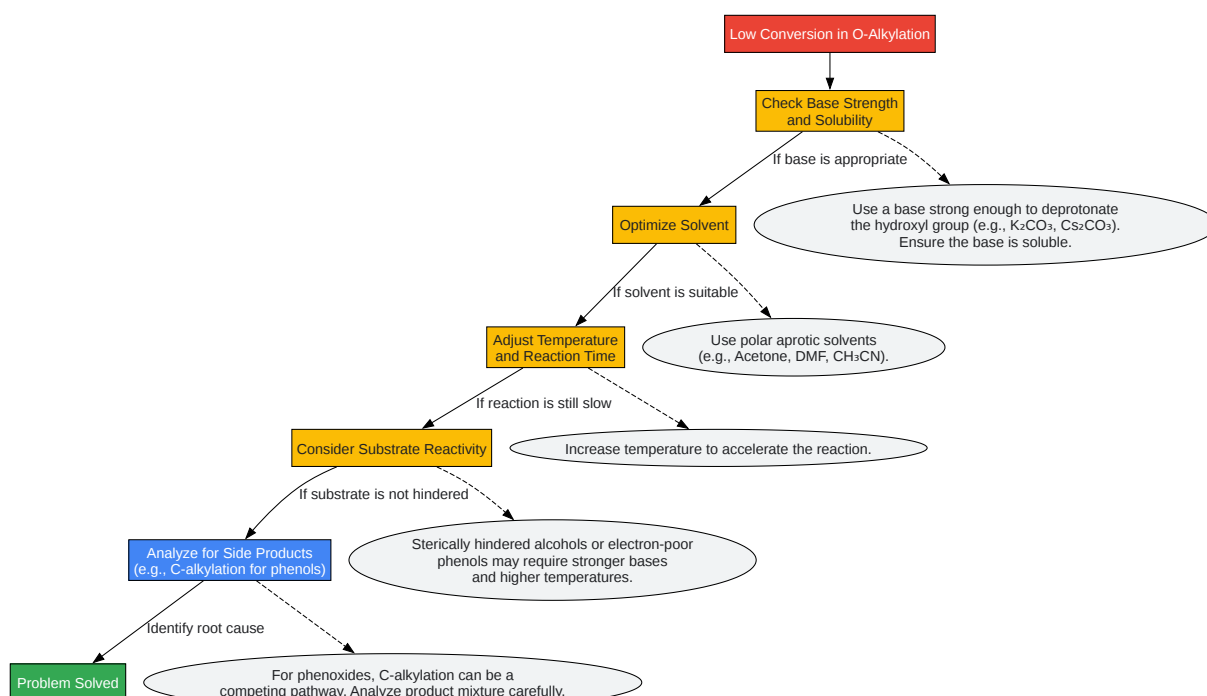 Low Conversion in O-Alkylation
Check Base Strength
and Solubility
If base is appropriate
Use a base strong enough to deprotonate
the hydroxyl group (e.g., K₂CO₃, Cs₂CO₃).
Ensure the base is soluble.
Optimize Solvent
If solvent is suitable
Use polar aprotic solvents
(e.g., Acetone, DMF, CH₃CN).
Adjust Temperature
and Reaction Time
If reaction is still slow
Increase temperature to accelerate the reaction.
Consider Substrate Reactivity
If substrate is not hindered
Sterically hindered alcohols or electron-poor
phenols may require stronger bases
and higher temperatures.
Analyze for Side Products
(e.g., C-alkylation for phenols)
Identify root cause
For phenoxides, C-alkylation can be a
competing pathway. Analyze product mixture carefully.
Problem Solved